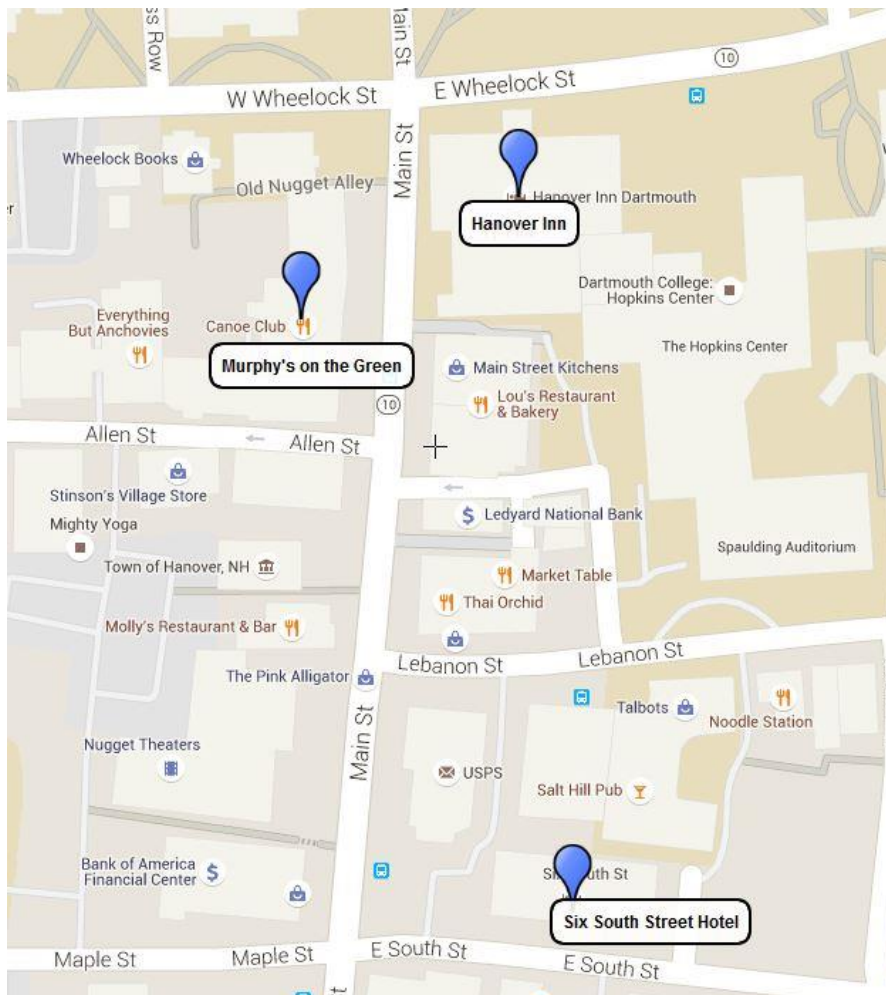 ss Row
Main St
10
W Wheelock St
E Wheelock St
Main St
Wheelock Books
Old Nugget Alley
Hanover Inn Dartmouth
Hanover Inn
Dartmouth College:
Hopkins Center
Everything
But Anchovies
Canoe Club
Murphy's on the Green
The Hopkins Center
Main Street Kitchens
Lou's Restaurant
& Bakery
10
Allen St
Allen St
Stinson's Village Store
Mighty Yoga
$ Ledyard National Bank
Spaulding Auditorium
Town of Hanover, NH
Market Table
Thai Orchid
Molly's Restaurant & Bar
Lebanon St
Lebanon St
The Pink Alligator
Main St
Talbots
Noodle Station
Nugget Theaters
USPS
Salt Hill Pub
Bank of America
Financial Center
$
Six South St
Six South Street Hotel
Maple St
Maple St
E South St
E South St